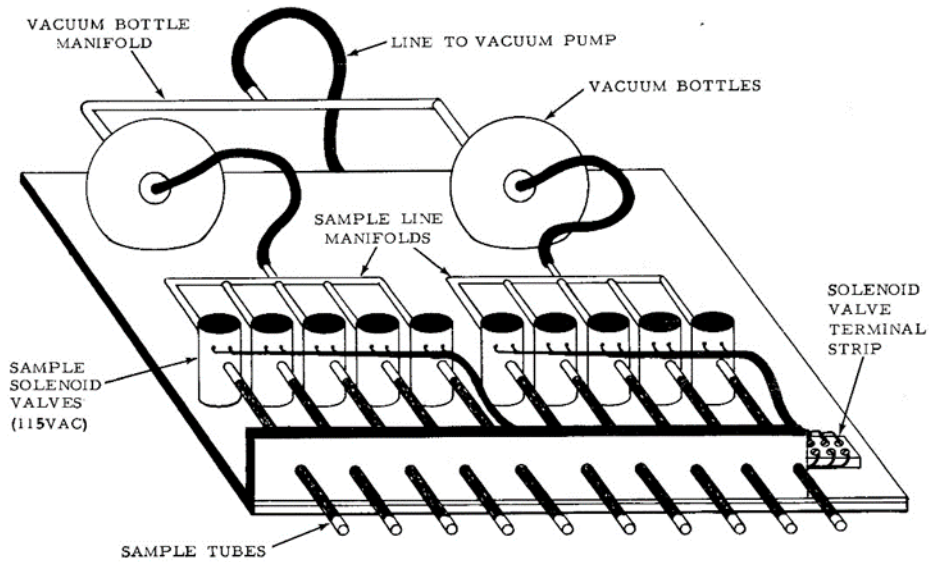 VACUUM BOTTLE
MANIFOLD
LINE TO VACUUM PUMP
VACUUM BOTTLES
SAMPLE LINE
MANIFOLDS
SOLENOID
VALVE
TERMINAL
STRIP
SAMPLE
SOLENOID
VALVES
(115VAC)
SAMPLE TUBES